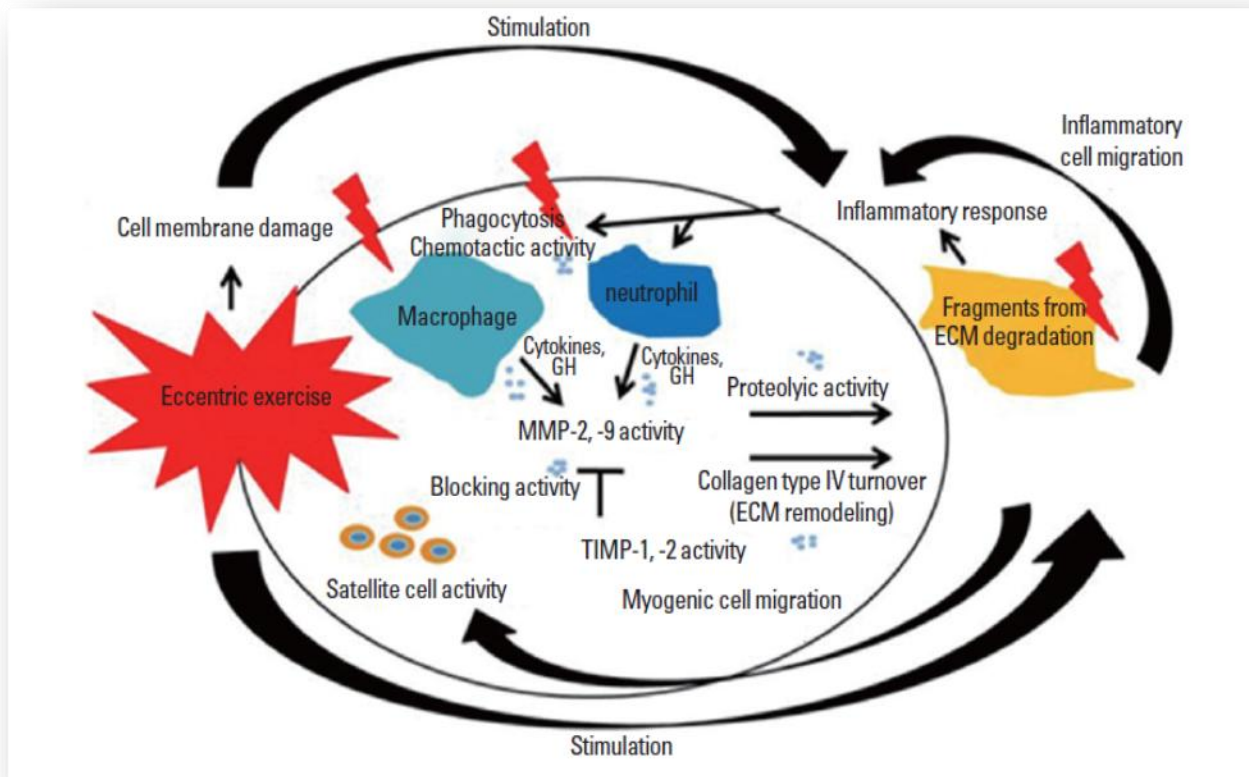 Stimulation
Inflammatory
cell migration
Cell membrane damage
Phagocytosis
Chemotactic activity
Inflammatory response
Macrophage
neutrophil
Fragments from
ECM degradation
Eccentric exercise
Cytokines,
GH
Cytokines,
GH
Proteolyic activity
MMP-2, -9 activity
Blocking activity
Collagen type IV turnover
(ECM remodeling)
TIMP-1, -2 activity
Satellite cell activity
Myogenic cell migration
Stimulation